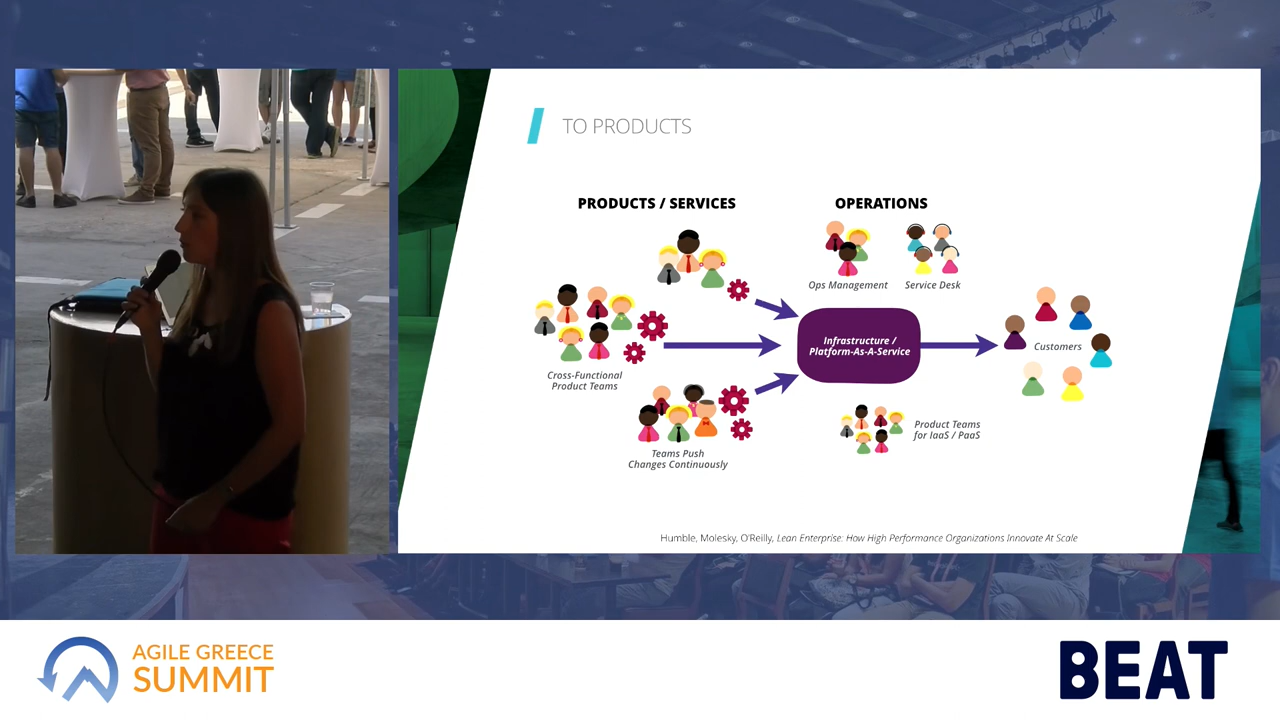 TO PRODUCTS
PRODUCTS / SERVICES
OPERATIONS
Ops Management
Service Desk
Infrastructure /
Platform-As-A-Service
Customers
Cross-Functional
Product Teams
Product Teams
for IaaS / PaaS
Teams Push
Changes Continuously
Humble, Molesky, O'Reilly, Lean Enterprise: How High Performance Organizations Innovate At Scale
AGILE GREECE
SUMMIT
BEAT